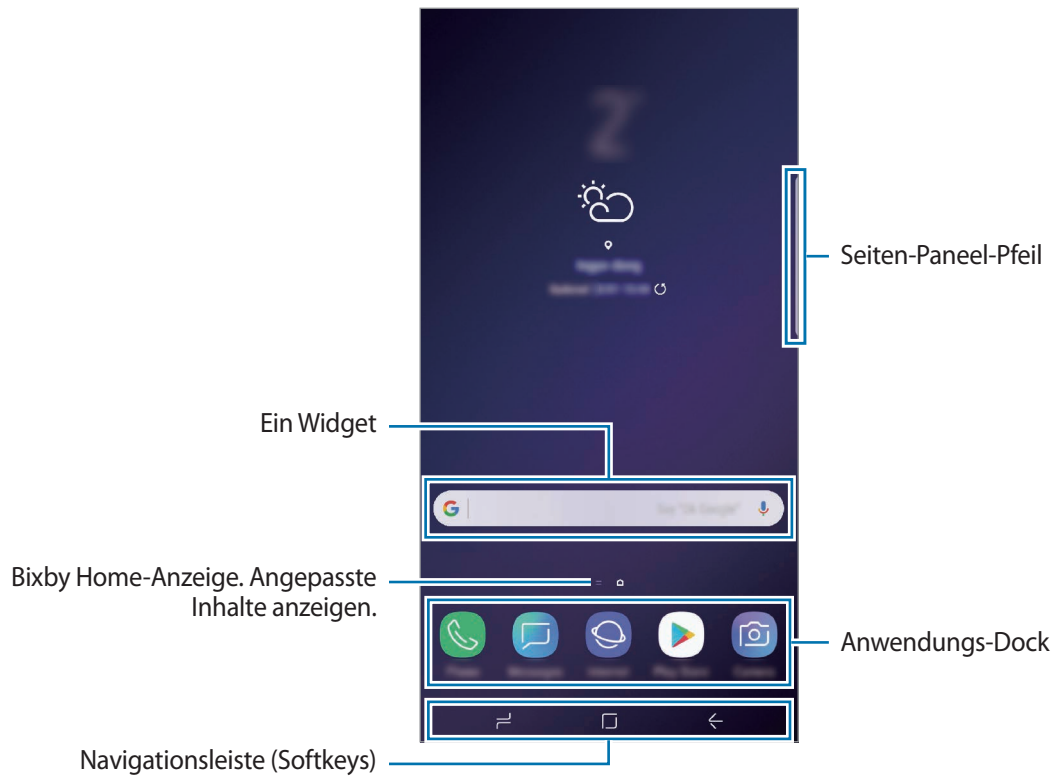 Seiten-Paneel-Pfeil
Ein Widget
Bixby Home-Anzeige. Angepasste
Inhalte anzeigen.
Anwendungs-Dock
Navigationsleiste (Softkeys)